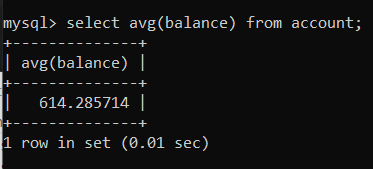 mysql> select avg(balance) from account;
+--------------+
| avg(balance) |
+--------------+
|   614.285714 |
+--------------+
1 row in set (0.01 sec)